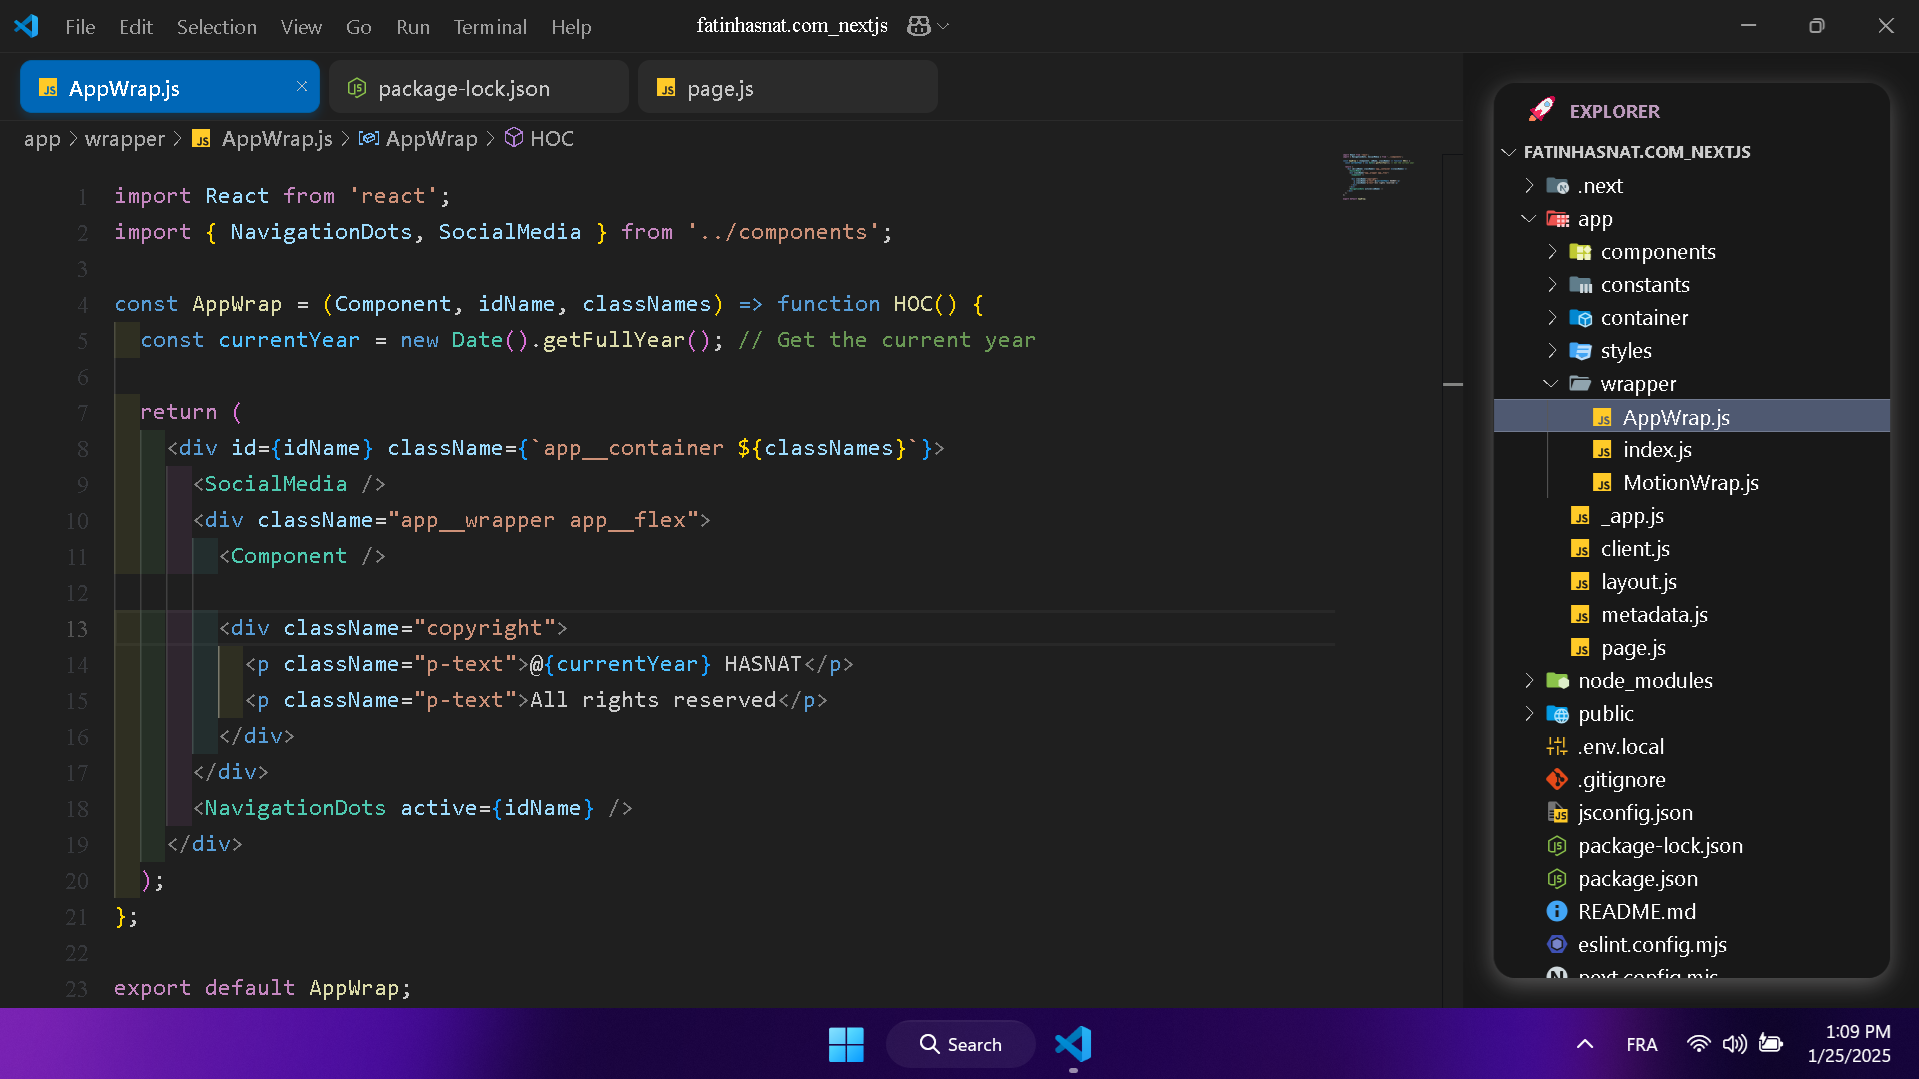 File Edit Selection View Go Run Terminal Help fatinhasnat.com_nextjs
AppWrap.js package-lock.json page.js
app > wrapper > AppWrap.js > AppWrap > HOC
1 import React from 'react';
2 import { NavigationDots, SocialMedia } from '../components';
3
4 const AppWrap = (Component, idName, classNames) => function HOC() {
5 const currentYear = new Date().getFullYear(); // Get the current year
6
7 return (
8 <div id={idName} className={`app__container ${classNames}`}>
9 <SocialMedia />
10 <div className="app__wrapper app__flex">
11 <Component />
12
13 <div className="copyright">
14 <p className="p-text">@{currentYear} HASNAT</p>
15 <p className="p-text">All rights reserved</p>
16 </div>
17 </div>
18 <NavigationDots active={idName} />
19 </div>
20 );
21 };
22
23 export default AppWrap;
EXPLORER
FATINHASNAT.COM_NEXTJS
.next
app
components
constants
container
styles
wrapper
AppWrap.js
index.js
MotionWrap.js
_app.js
client.js
layout.js
metadata.js
page.js
node_modules
public
.env.local
.gitignore
jsconfig.json
package-lock.json
package.json
README.md
eslint.config.mjs
next.config.mjs
Search
FRA
1:09 PM
1/25/2025